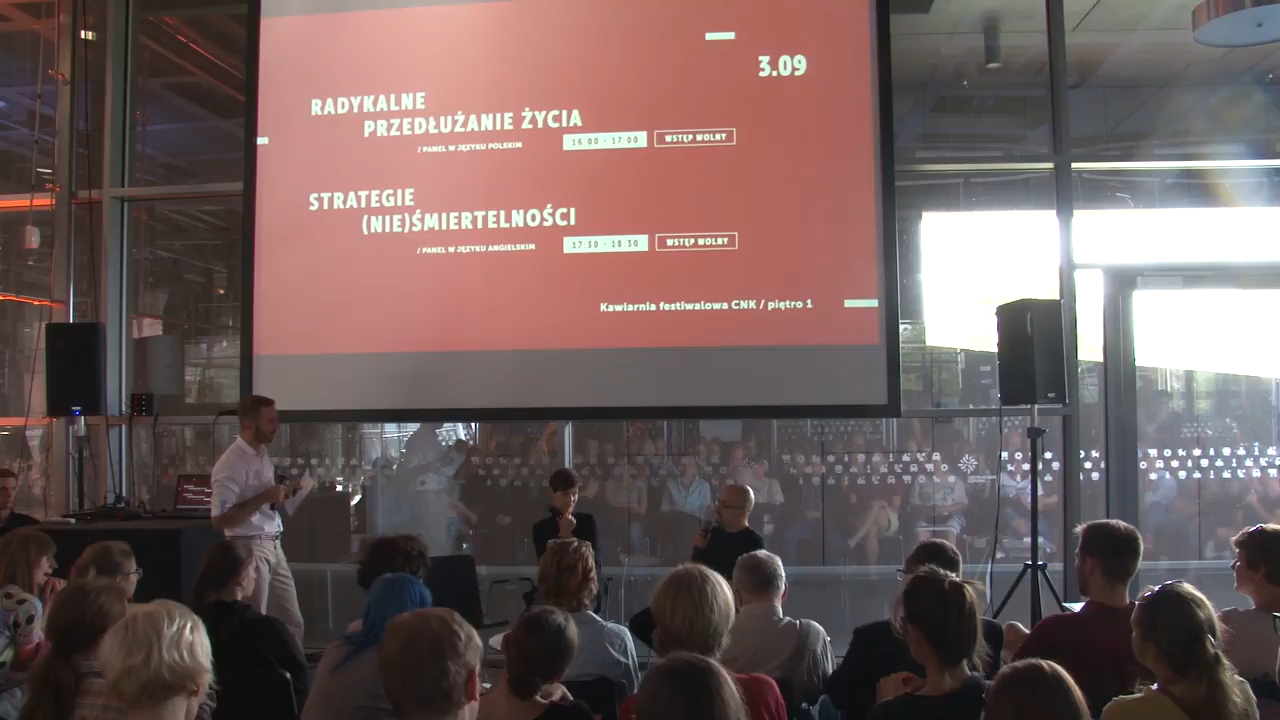 3.09
RADYKALNE
PRZEDŁUŻANIE ŻYCIA
/ PANEL W JĘZYKU POLSKIM
16:00 - 17:00
WSTĘP WOLNY
STRATEGIE
(NIE)ŚMIERTELNOŚCI
/ PANEL W JĘZYKU ANGIELSKIM
17:30 - 18:30
WSTĘP WOLNY
Kawiarnia festiwalowa CNK / piętro 1